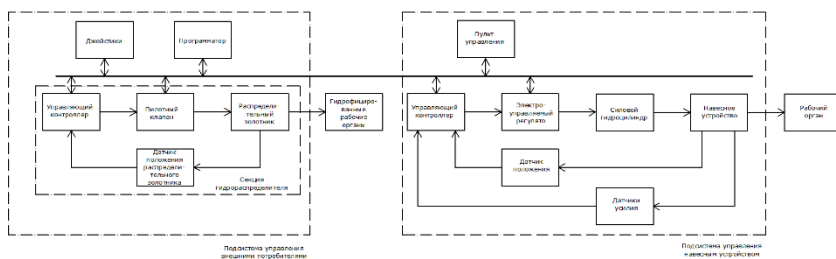 Джойстики
Программатор
Пульт
управления
Управляющий
контроллер
Пилотный
клапан
Распредели-
тельный
золотник
Гидрофициро-
ванные
рабочие
органы
Датчик
положения
распредели-
тельного
золотника
Секция
гидрораспределителя
Подсистема управления
внешними потребителями
Управляющий
контроллер
Электро-
управляемый
регулято
Силовой
гидроцилиндр
Навесное
устройство
Рабочий
орган
Датчик
положения
Датчики
усилия
Подсистема управления
навесным устройством